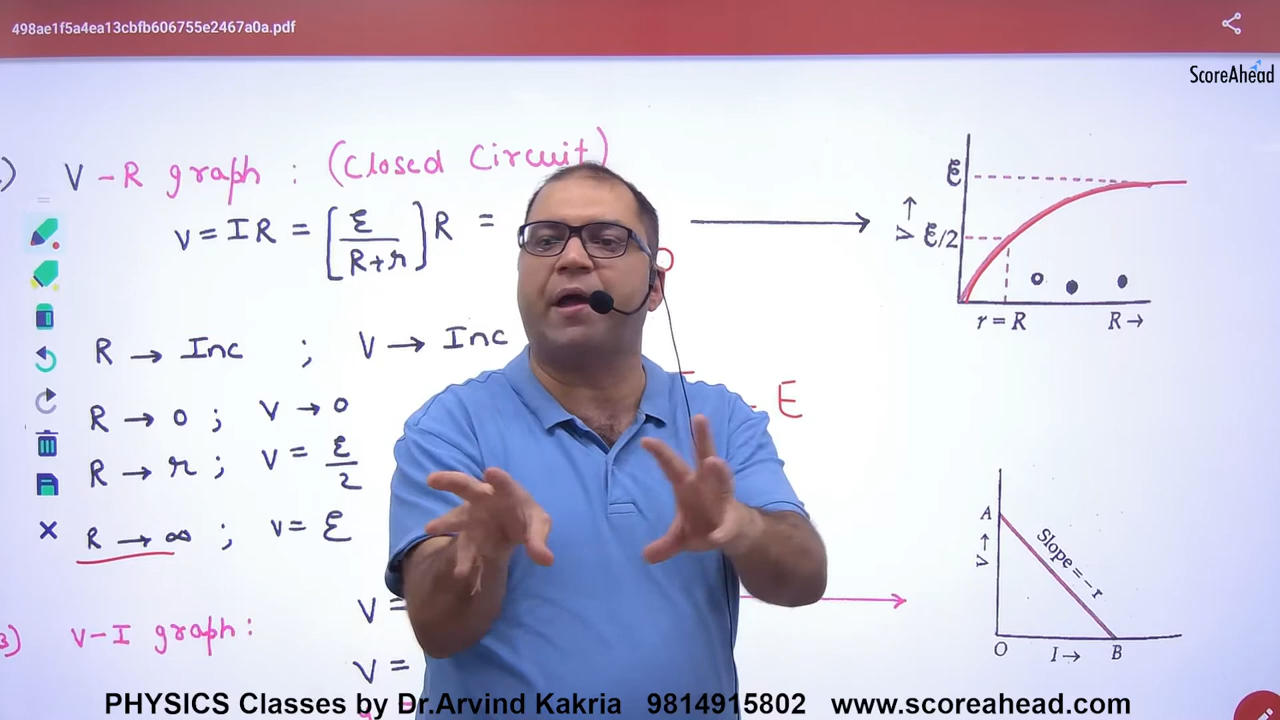 498ae1f5a4ea13cbfb606755e2467a0a.pdf
ScoreAhead
V-R graph : (Closed Circuit)
V = IR = [ℰ / R+r] R =
R → Inc ; V → Inc
R → 0 ; V → 0
R → r ; V = ℰ/2
R → ∞ ; V = ℰ
E
3) V-I graph :
V =
V =
ℰ
V → ℰ/2
r = R R →
A
V →
Slope = -r
O I → B
PHYSICS Classes by Dr.Arvind Kakria 9814915802 www.scoreahead.com